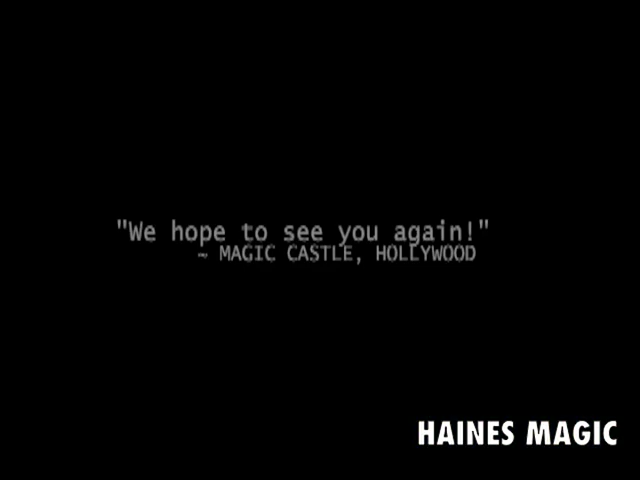 "We hope to see you again!"
~ MAGIC CASTLE, HOLLYWOOD
HAINES MAGIC